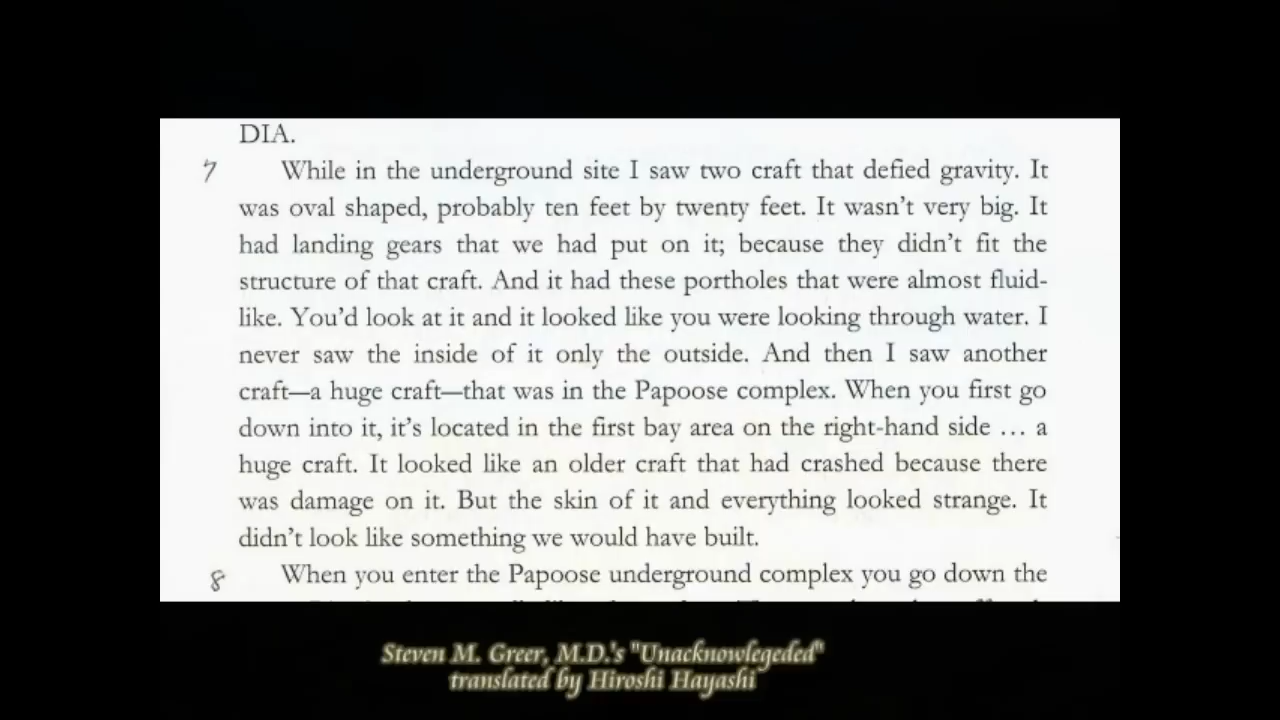 DIA.
7 While in the underground site I saw two craft that defied gravity. It
was oval shaped, probably ten feet by twenty feet. It wasn't very big. It
had landing gears that we had put on it; because they didn't fit the
structure of that craft. And it had these portholes that were almost fluid-
like. You'd look at it and it looked like you were looking through water. I
never saw the inside of it only the outside. And then I saw another
craft—a huge craft—that was in the Papoose complex. When you first go
down into it, it's located in the first bay area on the right-hand side … a
huge craft. It looked like an older craft that had crashed because there
was damage on it. But the skin of it and everything looked strange. It
didn't look like something we would have built.
8 When you enter the Papoose underground complex you go down the
Steven M. Greer, M.D.'s "Unacknowlegeded"
translated by Hiroshi Hayashi